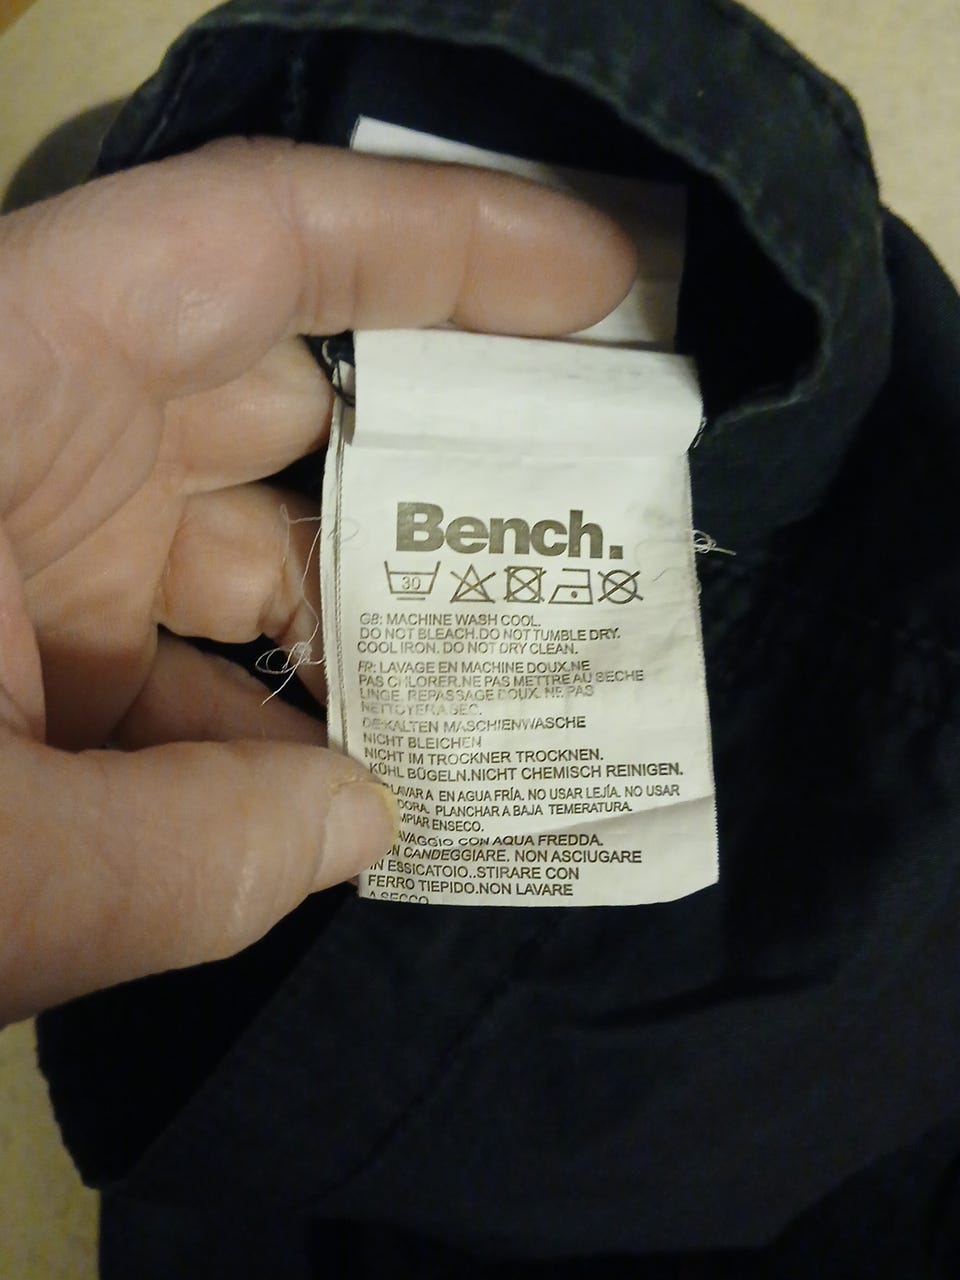 Bench.
30
GB: MACHINE WASH COOL.
DO NOT BLEACH.DO NOT TUMBLE DRY.
COOL IRON. DO NOT DRY CLEAN.
FR: LAVAGE EN MACHINE DOUX.NE
PAS CHLORER.NE PAS METTRE AU SECHE
LINGE. REPASSAGE DOUX. NE PAS
NETTOYER A SEC.
DE:KALTEN MASCHIENWASCHE
NICHT BLEICHEN
NICHT IM TROCKNER TROCKNEN.
KÜHL BÜGELN.NICHT CHEMISCH REINIGEN.
LAVAR A EN AGUA FRÍA. NO USAR LEJÍA. NO USAR
DORA. PLANCHAR A BAJA TEMERATURA.
MPIAR ENSECO.
AVAGGIO CON AQUA FREDDA.
N CANDEGGIARE. NON ASCIUGARE
IN ESSICATOIO..STIRARE CON
FERRO TIEPIDO.NON LAVARE
A SECCO